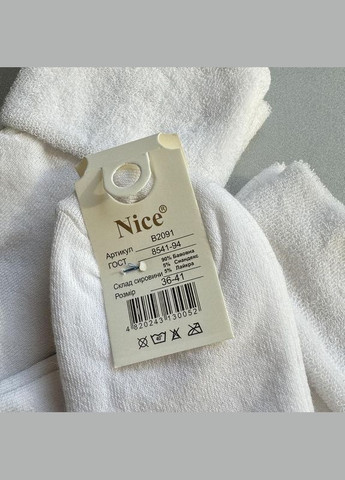 Nice®
Артикул B2091
ГОСТ 8541-94
Склад сировини 90% Бавовна
5% Спандекс
5% Лайкра
Розмір 36-41
4 820243 130052